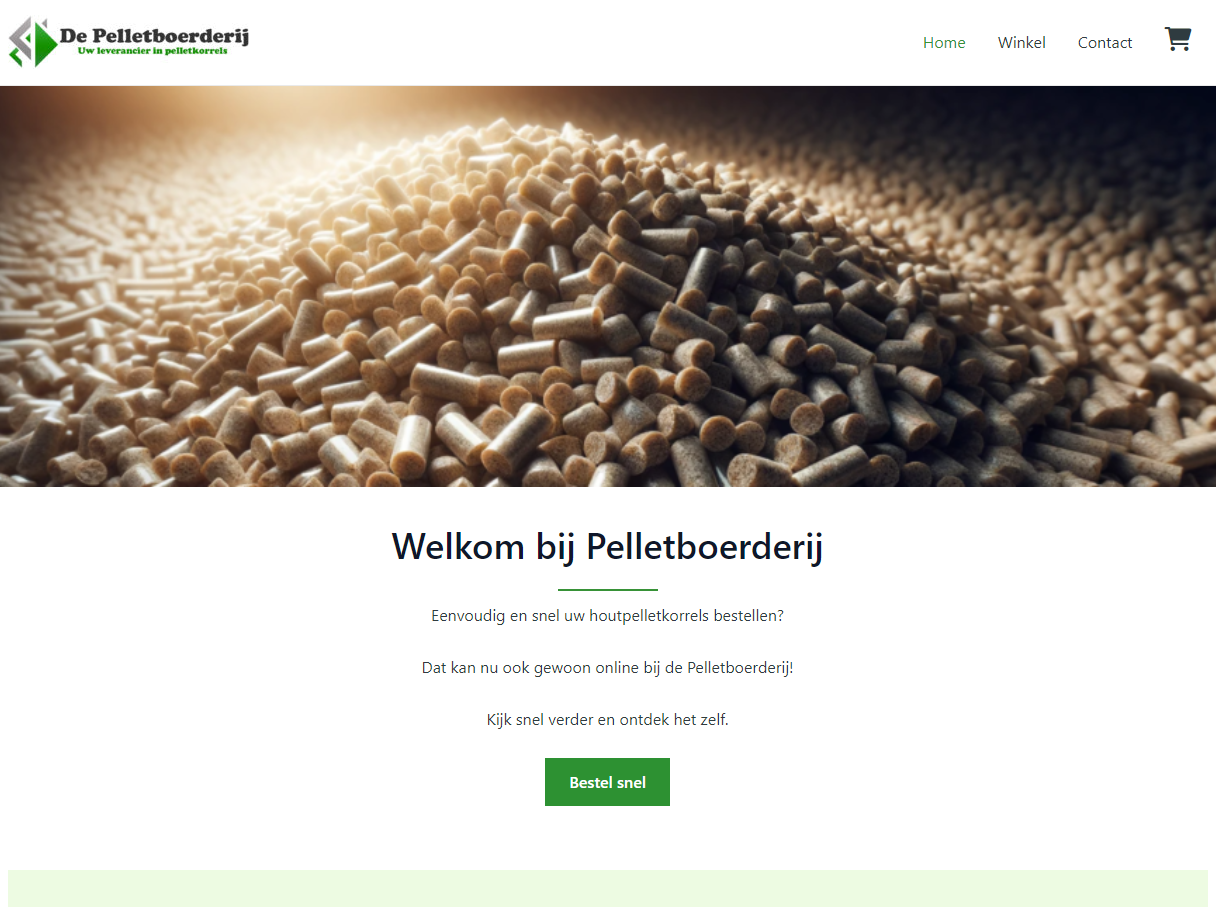 De Pelletboerderij
Uw leverancier in pelletkorrels
Home
Winkel
Contact
Welkom bij Pelletboerderij
Eenvoudig en snel uw houtpelletkorrels bestellen?
Dat kan nu ook gewoon online bij de Pelletboerderij!
Kijk snel verder en ontdek het zelf.
Bestel snel